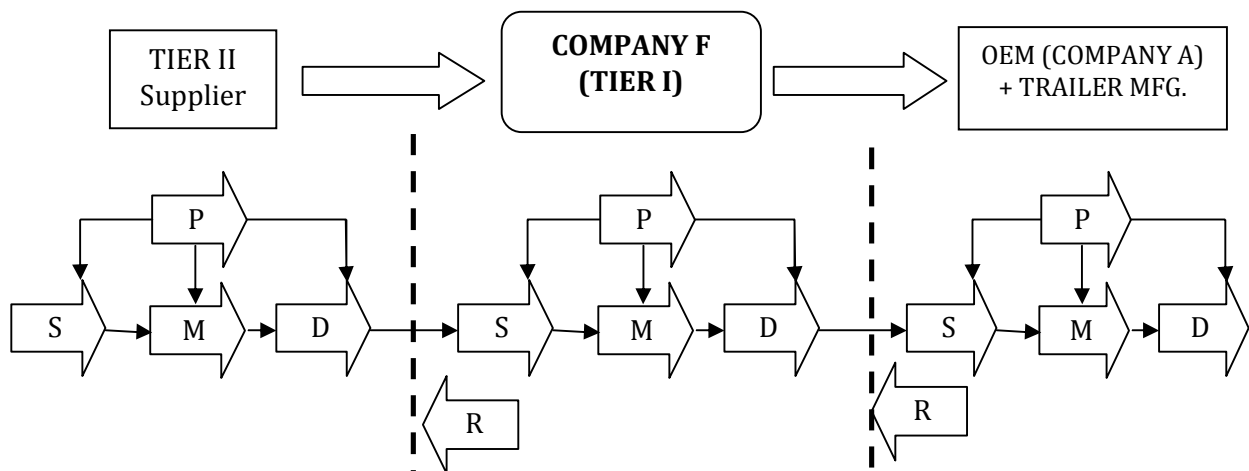 TIER II
Supplier
COMPANY F
(TIER I)
OEM (COMPANY A)
+ TRAILER MFG.
P
P
P
S
M
D
S
M
D
S
M
D
R
R